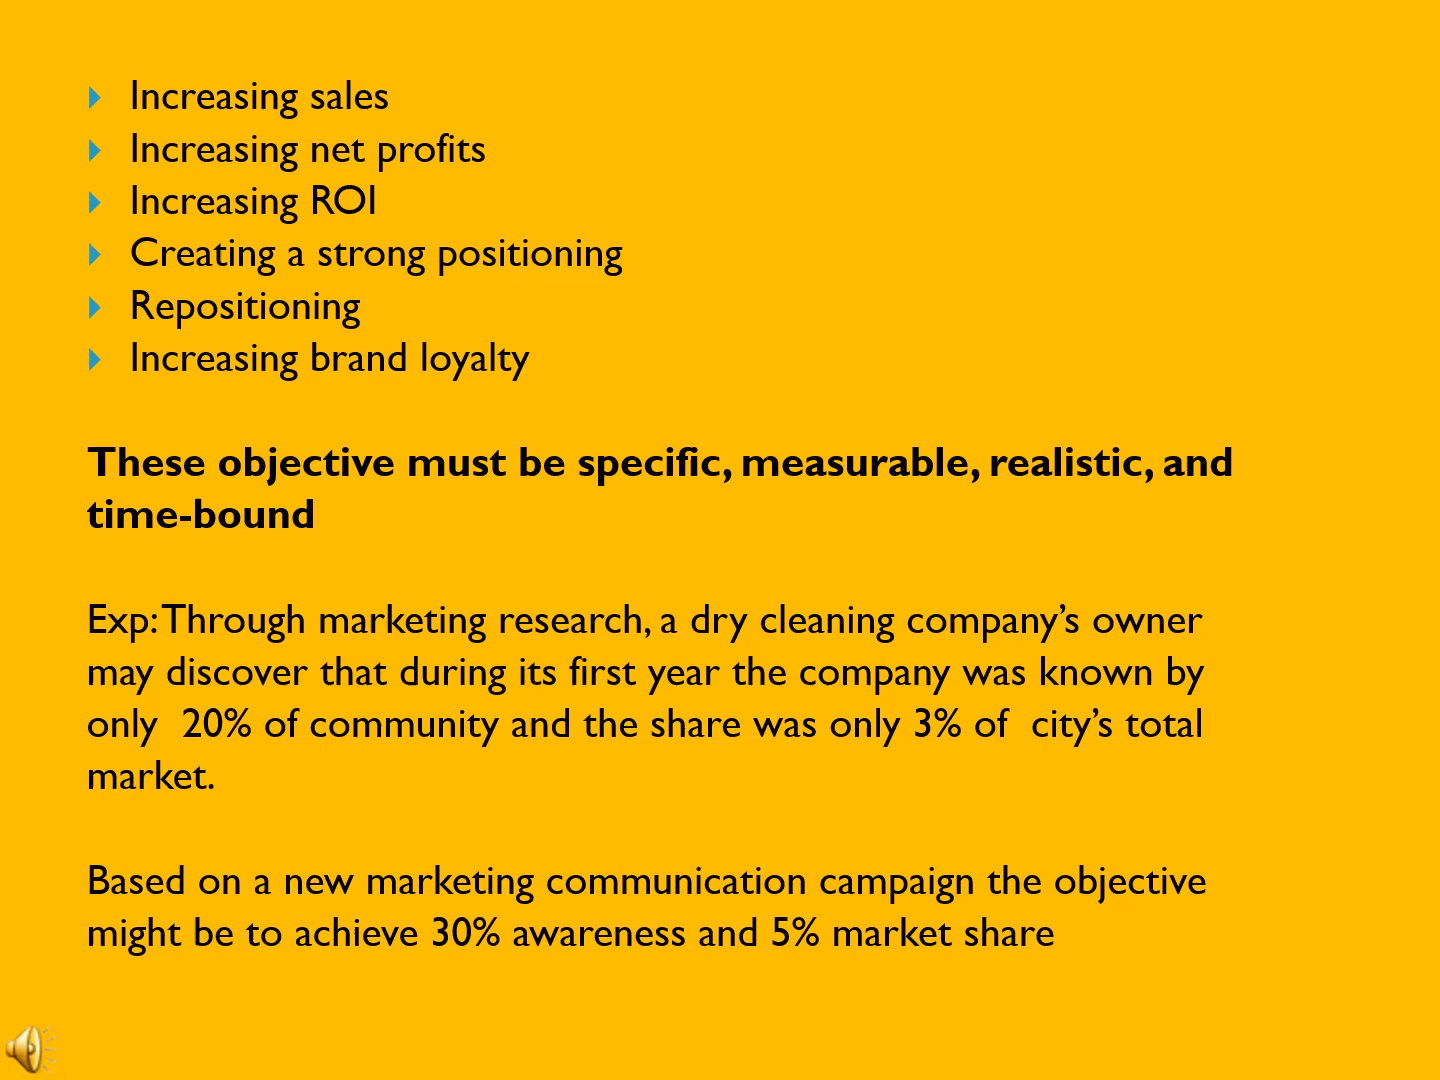 Increasing sales
Increasing net profits
Increasing ROI
Creating a strong positioning
Repositioning
Increasing brand loyalty
These objective must be specific, measurable, realistic, and
time-bound
Exp: Through marketing research, a dry cleaning company’s owner
may discover that during its first year the company was known by
only  20% of community and the share was only 3% of  city’s total
market.
Based on a new marketing communication campaign the objective
might be to achieve 30% awareness and 5% market share